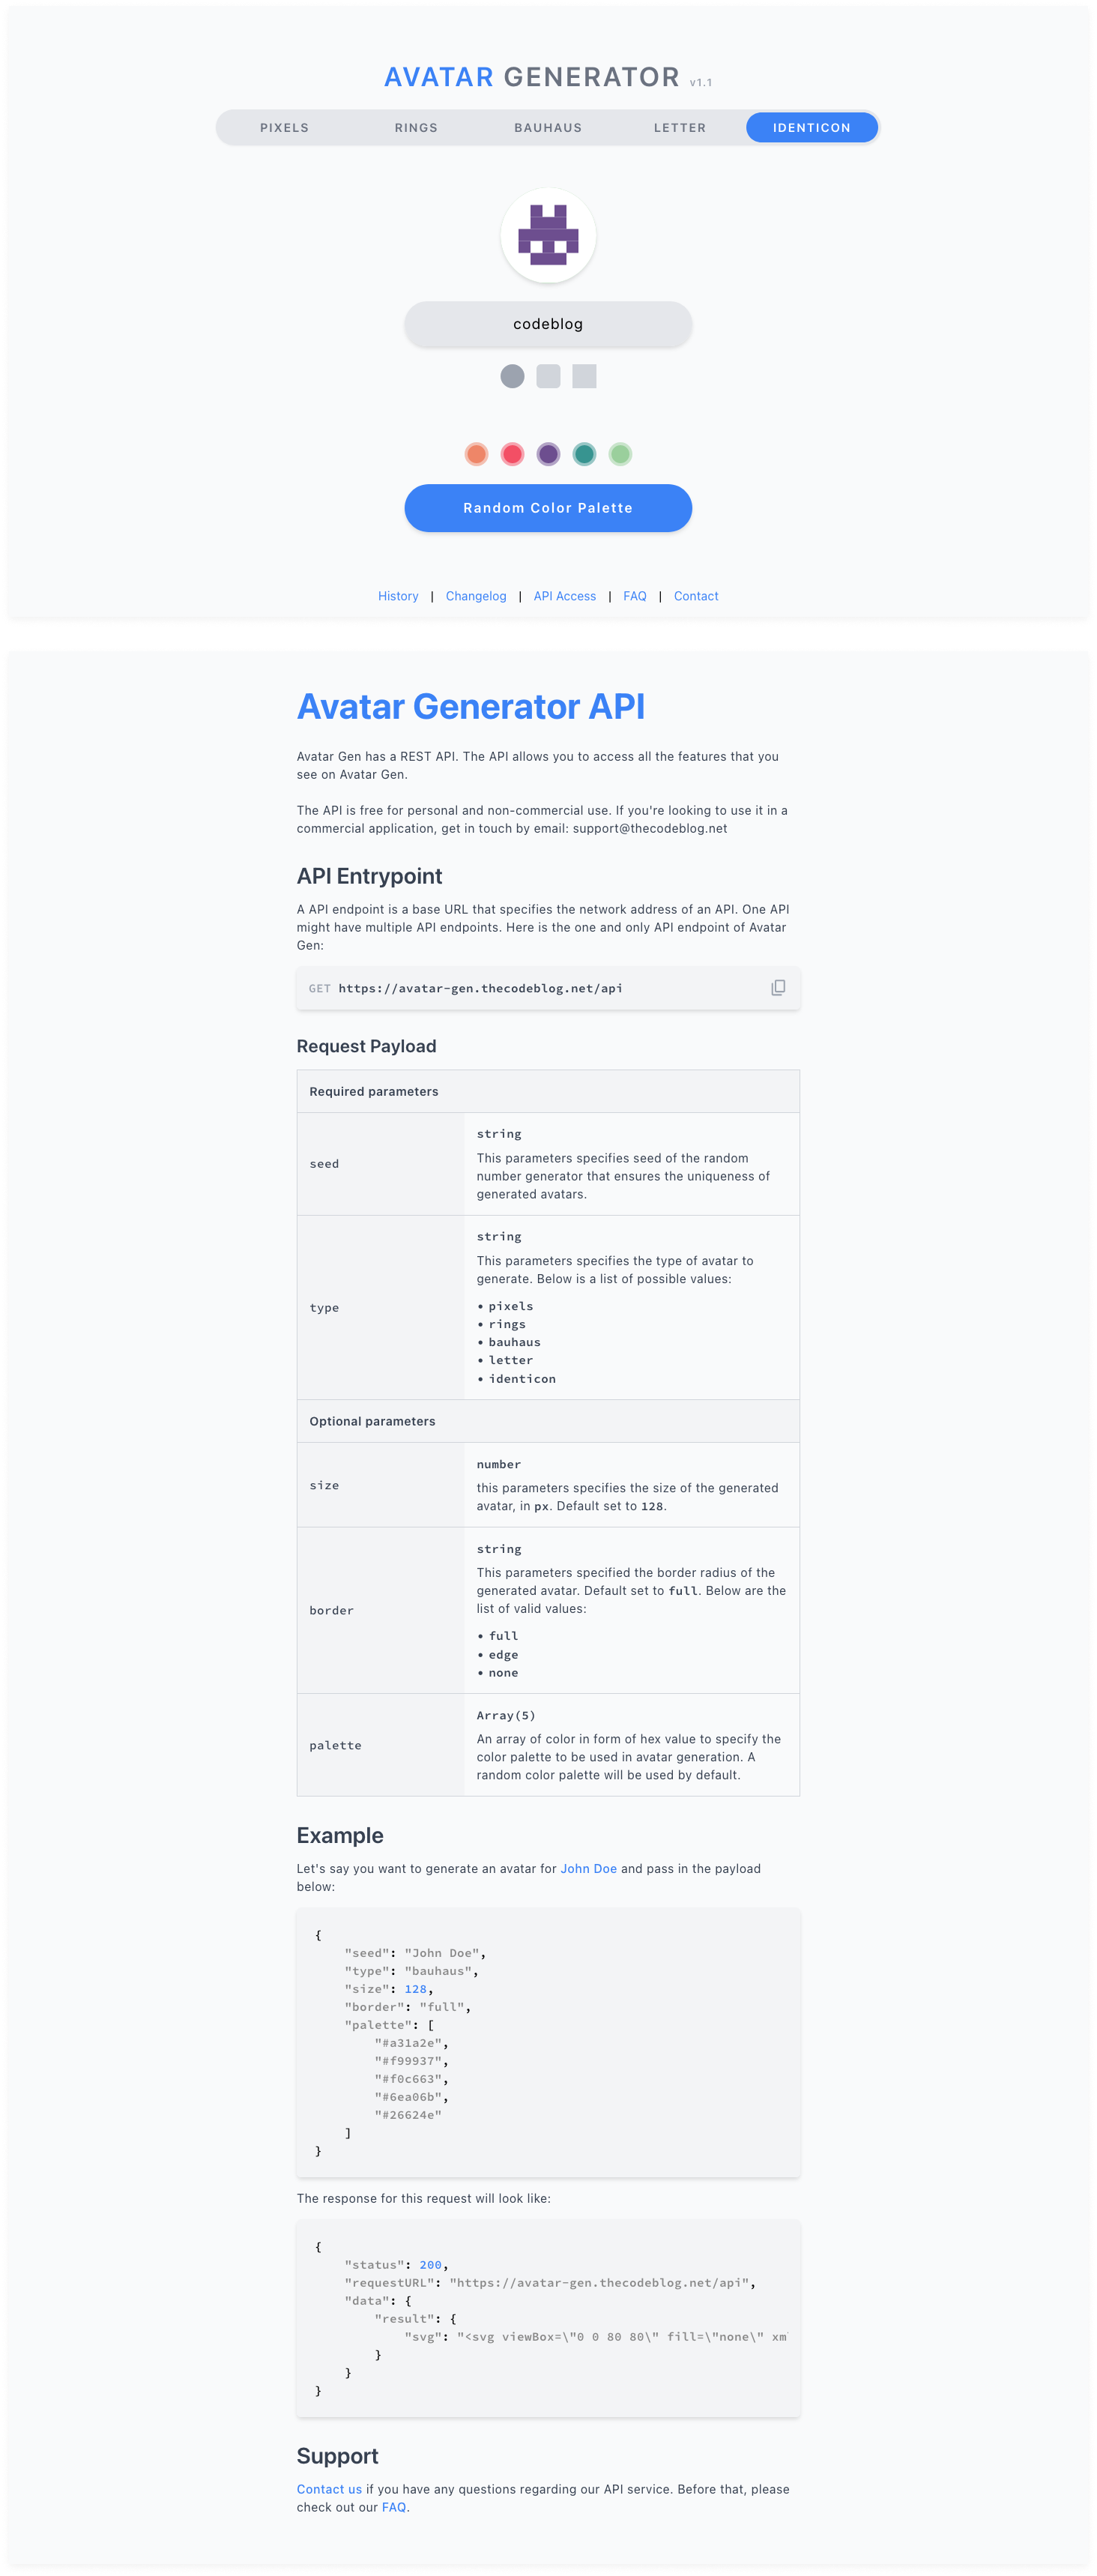 AVATAR GENERATOR v1.1
PIXELS RINGS BAUHAUS LETTER IDENTICON
codeblog
Random Color Palette
History | Changelog | API Access | FAQ | Contact
Avatar Generator API
Avatar Gen has a REST API. The API allows you to access all the features that you
see on Avatar Gen.
The API is free for personal and non-commercial use. If you're looking to use it in a
commercial application, get in touch by email: support@thecodeblog.net
API Entrypoint
A API endpoint is a base URL that specifies the network address of an API. One API
might have multiple API endpoints. Here is the one and only API endpoint of Avatar
Gen:
GET https://avatar-gen.thecodeblog.net/api
Request Payload
Required parameters
seed
string
This parameters specifies seed of the random
number generator that ensures the uniqueness of
generated avatars.
type
string
This parameters specifies the type of avatar to
generate. Below is a list of possible values:
• pixels
• rings
• bauhaus
• letter
• identicon
Optional parameters
size
number
this parameters specifies the size of the generated
avatar, in px. Default set to 128.
border
string
This parameters specified the border radius of the
generated avatar. Default set to full. Below are the
list of valid values:
• full
• edge
• none
palette
Array(5)
An array of color in form of hex value to specify the
color palette to be used in avatar generation. A
random color palette will be used by default.
Example
Let's say you want to generate an avatar for John Doe and pass in the payload
below:
{
    "seed": "John Doe",
    "type": "bauhaus",
    "size": 128,
    "border": "full",
    "palette": [
        "#a31a2e",
        "#f99937",
        "#f0c663",
        "#6ea06b",
        "#26624e"
    ]
}
The response for this request will look like:
{
    "status": 200,
    "requestURL": "https://avatar-gen.thecodeblog.net/api",
    "data": {
        "result": {
            "svg": "<svg viewBox=\"0 0 80 80\" fill=\"none\" xm
        }
    }
}
Support
Contact us if you have any questions regarding our API service. Before that, please
check out our FAQ.